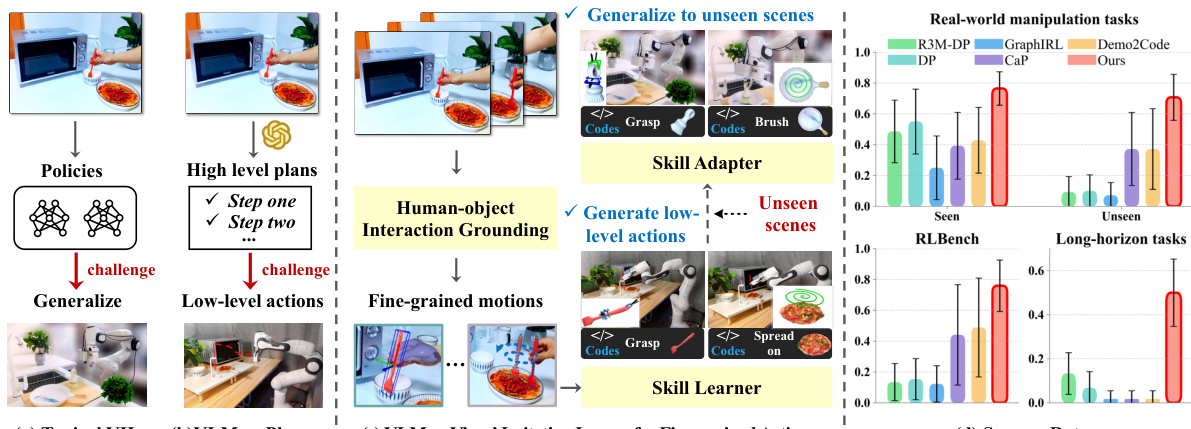 Policies
challenge
Generalize
High level plans
✓ Step one
✓ Step two
...
challenge
Low-level actions
Human-object
Interaction Grounding
Fine-grained motions
...
✓ Generalize to unseen scenes
</> Codes Grasp
</> Codes Brush
Skill Adapter
✓ Generate low-
level actions
Unseen
scenes
</> Codes Grasp
</> Codes Spread on
Skill Learner
Real-world manipulation tasks
R3M-DP GraphIRL Demo2Code
DP CaP Ours
1.0
0.8
0.6
0.4
0.2
0.0
Seen Unseen
RLBench
1.0
0.8
0.6
0.4
0.2
0.0
Long-horizon tasks
0.6
0.4
0.2
0.0